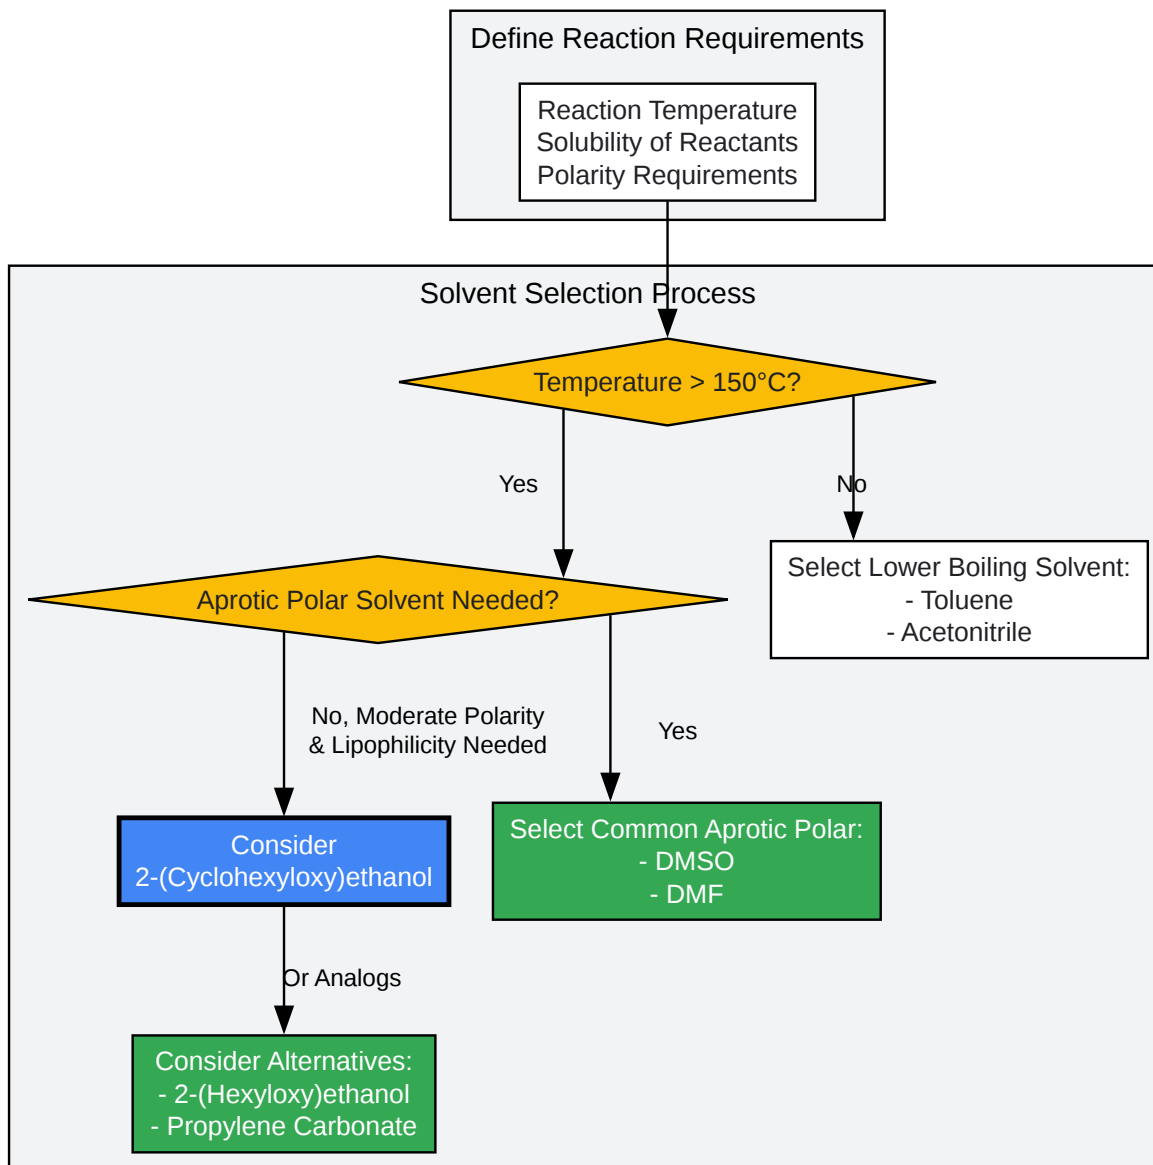 Define Reaction Requirements
Reaction Temperature
Solubility of Reactants
Polarity Requirements
Solvent Selection Process
Temperature > 150°C?
Yes
No
Aprotic Polar Solvent Needed?
Select Lower Boiling Solvent:
- Toluene
- Acetonitrile
No, Moderate Polarity
& Lipophilicity Needed
Yes
Consider
2-(Cyclohexyloxy)ethanol
Select Common Aprotic Polar:
- DMSO
- DMF
Or Analogs
Consider Alternatives:
- 2-(Hexyloxy)ethanol
- Propylene Carbonate